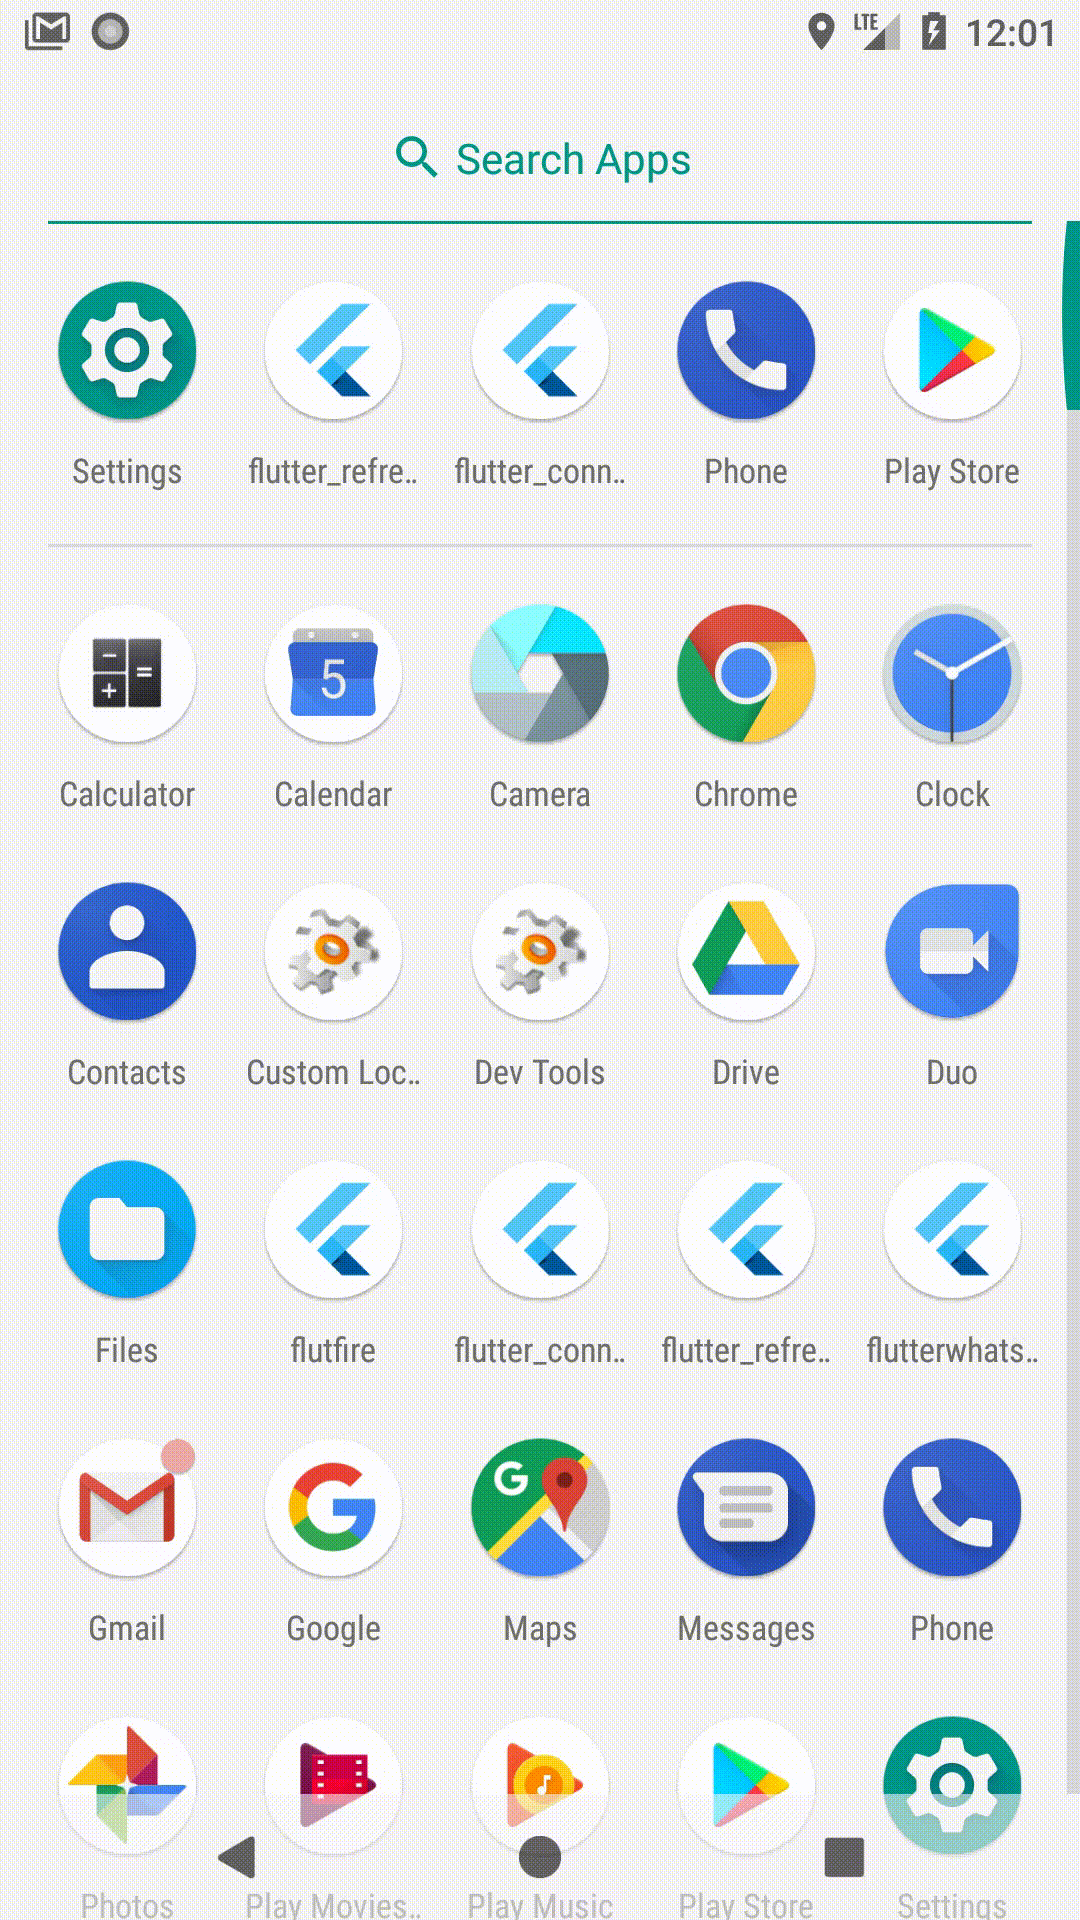 LTE 12:01
Search Apps
Settings flutter_refre.. flutter_conn.. Phone Play Store
5
Calculator Calendar Camera Chrome Clock
Contacts Custom Loc.. Dev Tools Drive Duo
Files flutfire flutter_conn.. flutter_refre.. flutterwhats..
G G
Gmail Google Maps Messages Phone
Photos Play Movies.. Play Music Play Store Settings